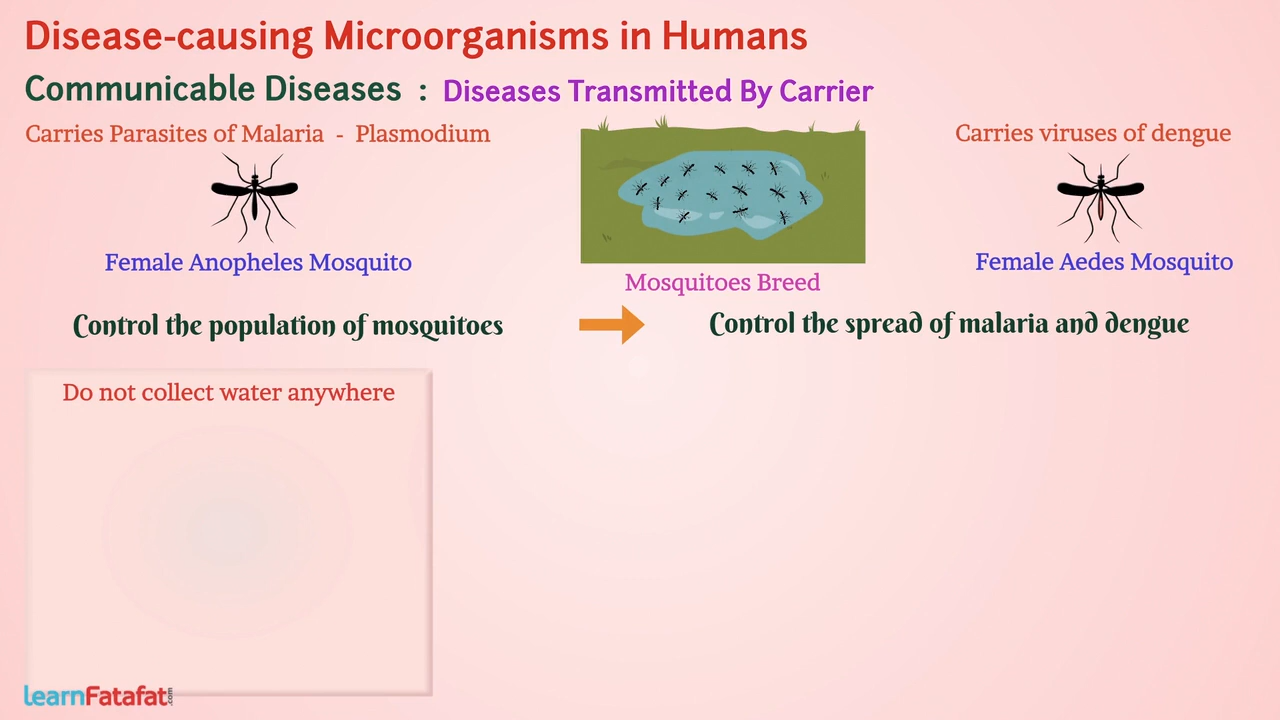 Disease-causing Microorganisms in Humans
Communicable Diseases : Diseases Transmitted By Carrier
Carries Parasites of Malaria - Plasmodium
Carries viruses of dengue
Female Anopheles Mosquito
Female Aedes Mosquito
Mosquitoes Breed
Control the population of mosquitoes
Control the spread of malaria and dengue
Do not collect water anywhere
learnFatafat.com